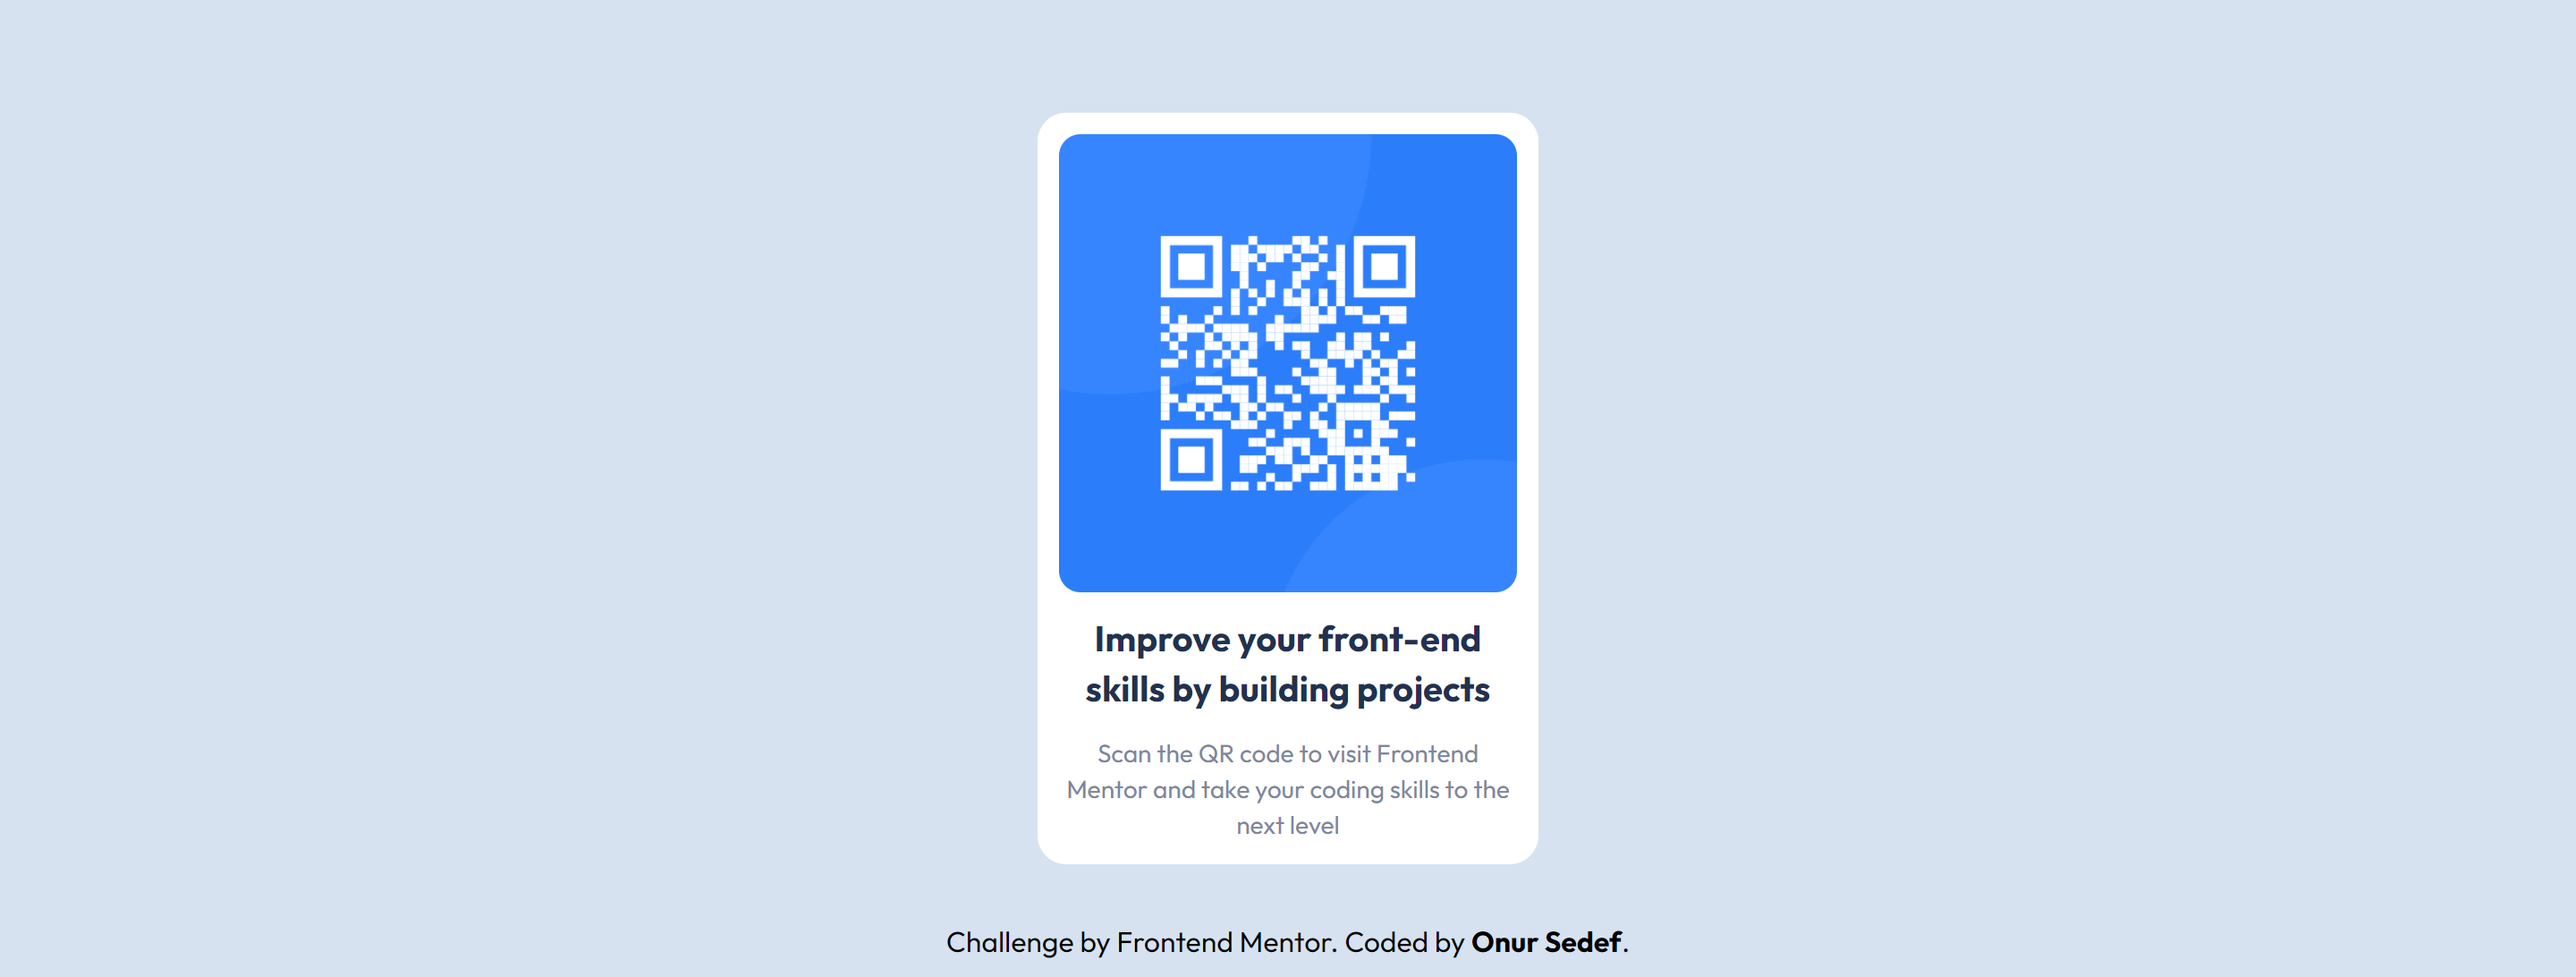 Improve your front-end
skills by building projects
Scan the QR code to visit Frontend
Mentor and take your coding skills to the
next level
Challenge by Frontend Mentor. Coded by Onur Sedef.